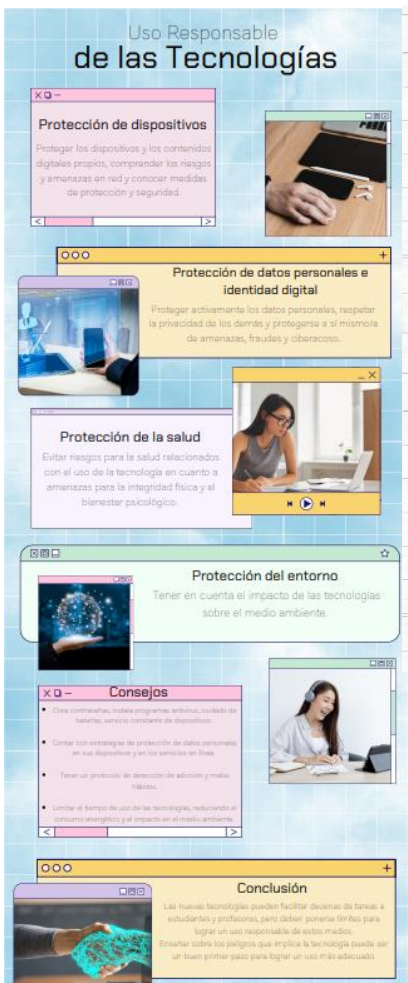 Uso Responsable
de las Tecnologías
Protección de dispositivos
Proteger los dispositivos y los contenidos
digitales propios, comprender los riesgos
y amenazas en red y conocer medidas
de protección y seguridad.
Protección de datos personales e
identidad digital
Proteger activamente los datos personales, respetar
la privacidad de los demás y protegerse a sí mismo/a
de amenazas, fraudes y ciberacoso.
Protección de la salud
Evitar riesgos para la salud relacionados
con el uso de la tecnología en cuanto a
amenazas para la integridad física y el
bienestar psicológico.
Protección del entorno
Tener en cuenta el impacto de las tecnologías
sobre el medio ambiente.
Consejos
Crea contraseñas, instala programas antivirus, cuidado de
baterías, servicio constante de dispositivos.
Contar con estrategias de protección de datos personales
en tus dispositivos y en los servicios en línea.
Tener un protocolo de detección de adicción y malos
hábitos.
Limitar el tiempo de uso de las tecnologías, reduciendo el
consumo energético y el impacto en el medio ambiente.
Conclusión
Las nuevas tecnologías pueden facilitar decenas de tareas a
estudiantes y profesores, pero deben ponerse límites para
lograr un uso responsable de estos medios.
Enseñar sobre los peligros que implica la tecnología puede ser
un buen primer paso para lograr un uso más adecuado.